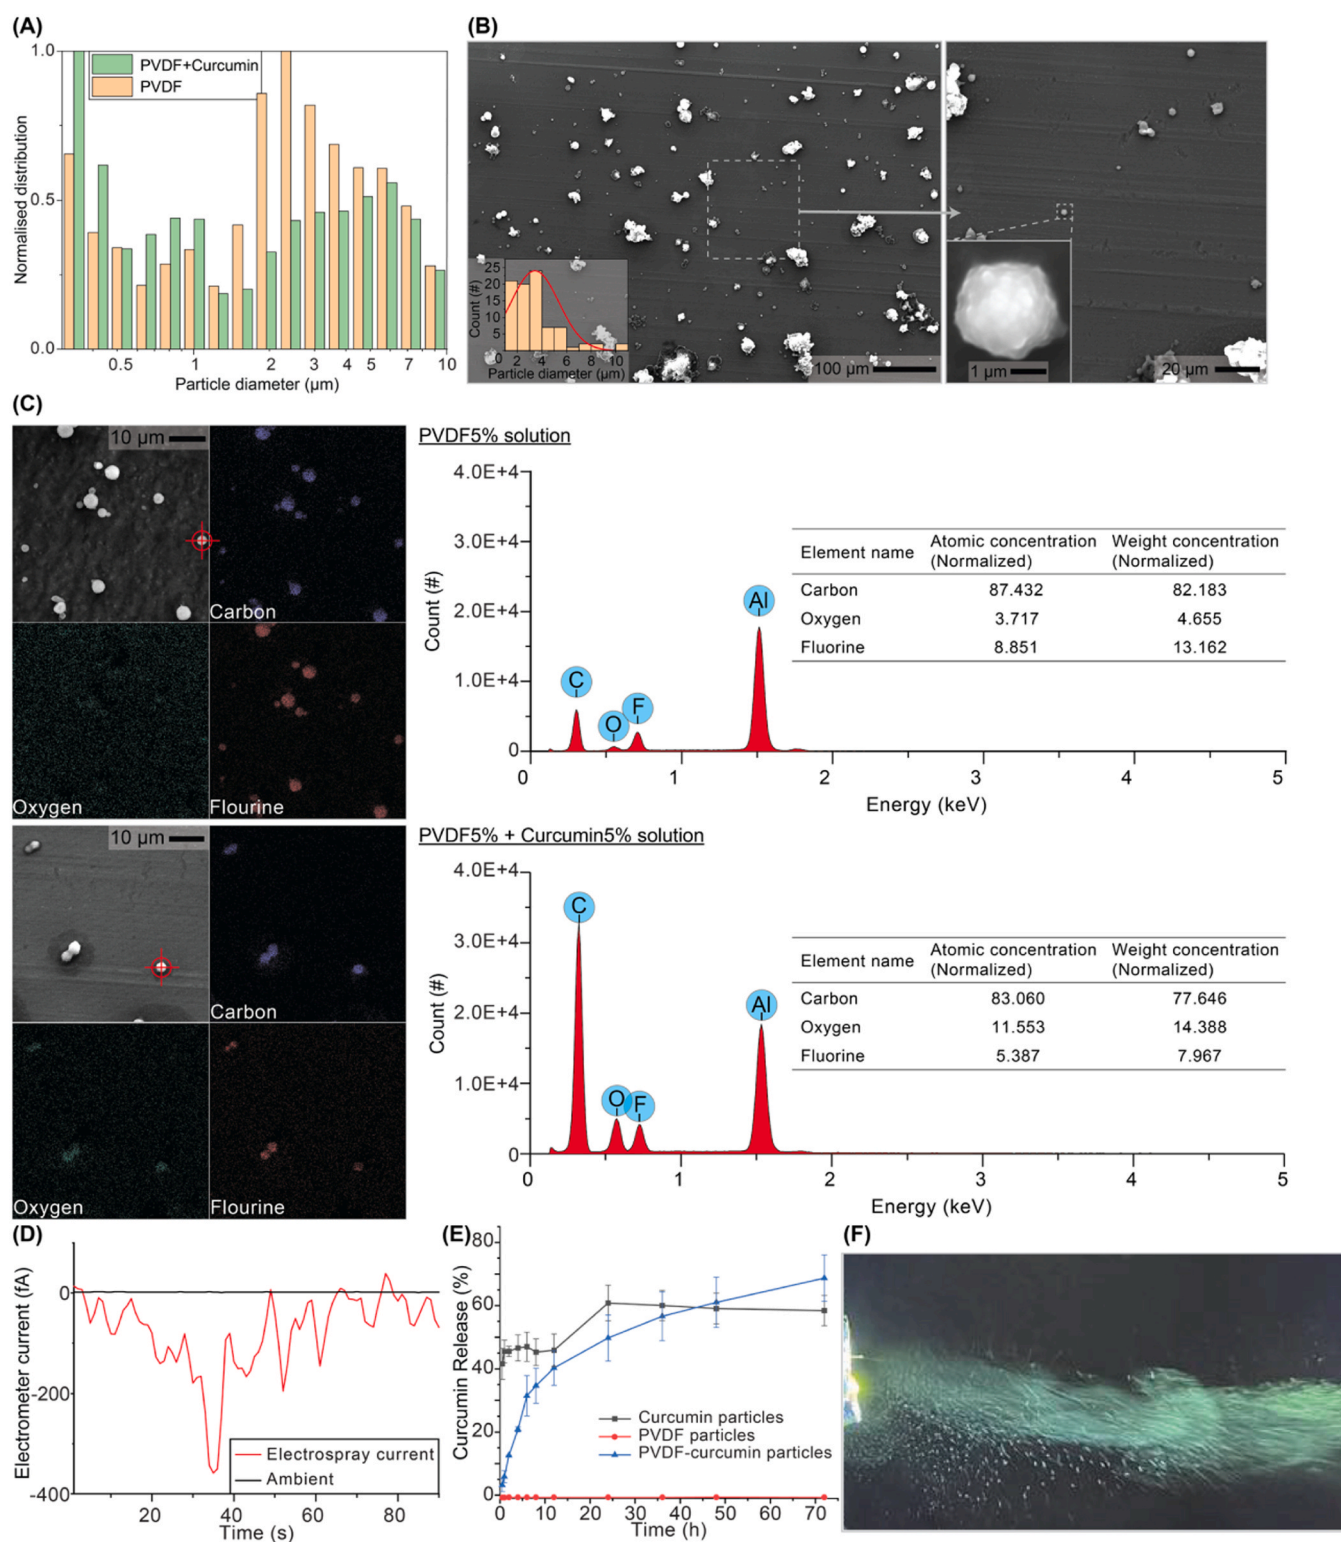 (A)
1.0
PVDF+Curcumin
PVDF
Normalised distribution
0.5
0.0
0.5
1
2
3
4
5
7
10
Particle diameter (µm)
(B)
25
20
15
10
5
0
Count (#)
2
4
6
8
10
Particle diameter (µm)
100 µm
1 µm
20 µm
(C)
10 µm
Carbon
Oxygen
Flourine
PVDF5% solution
4.0E+4
3.0E+4
2.0E+4
1.0E+4
0
Count (#)
C
O
F
Al
0
1
2
3
4
5
Energy (keV)
Element name Atomic concentration (Normalized) Weight concentration (Normalized)
Carbon 87.432 82.183
Oxygen 3.717 4.655
Fluorine 8.851 13.162
10 µm
Carbon
Oxygen
Flourine
PVDF5% + Curcumin5% solution
4.0E+4
3.0E+4
2.0E+4
1.0E+4
0
Count (#)
C
O
F
Al
0
1
2
3
4
5
Energy (keV)
Element name Atomic concentration (Normalized) Weight concentration (Normalized)
Carbon 83.060 77.646
Oxygen 11.553 14.388
Fluorine 5.387 7.967
(D)
0
-200
-400
Electrometer current (fA)
Electrospray current
Ambient
20
40
60
80
Time (s)
(E)
80
60
40
20
0
Curcumin Release (%)
Curcumin particles
PVDF particles
PVDF-curcumin particles
0
10
20
30
40
50
60
70
Time (h)
(F)